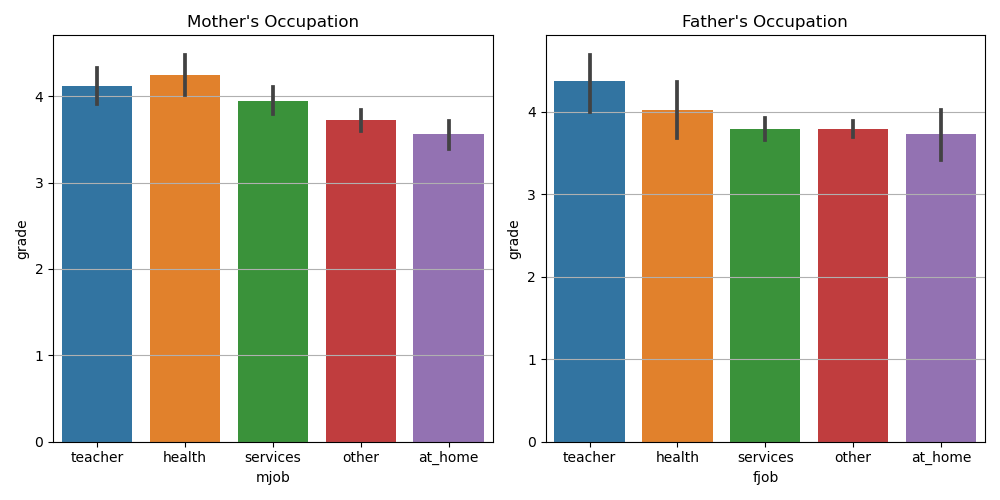 Mother's Occupation
grade
4
3
2
1
0
teacher health services other at_home
mjob
Father's Occupation
grade
4
3
2
1
0
teacher health services other at_home
fjob